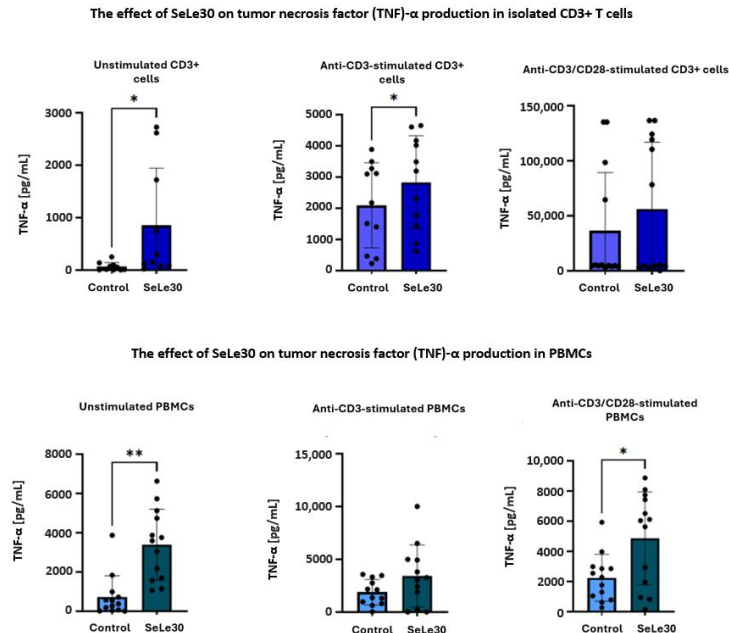 The effect of SeLe30 on tumor necrosis factor (TNF)-α production in isolated CD3+ T cells
Unstimulated CD3+
cells
*
3000
2000
1000
0
TNF-α [pg/mL]
Control SeLe30
Anti-CD3-stimulated CD3+
cells
*
5000
4000
3000
2000
1000
0
TNF-α [pg/mL]
Control SeLe30
Anti-CD3/CD28-stimulated CD3+ cells
150,000
100,000
50,000
0
TNF-α [pg/mL]
Control SeLe30
The effect of SeLe30 on tumor necrosis factor (TNF)-α production in PBMCs
Unstimulated PBMCs
**
8000
6000
4000
2000
0
TNF-α [pg/mL]
Control SeLe30
Anti-CD3-stimulated PBMCs
15,000
10,000
5000
0
TNF-α [pg/mL]
Control SeLe30
Anti-CD3/CD28-stimulated
PBMCs
*
10,000
8000
6000
4000
2000
0
TNF-α [pg/mL]
Control SeLe30